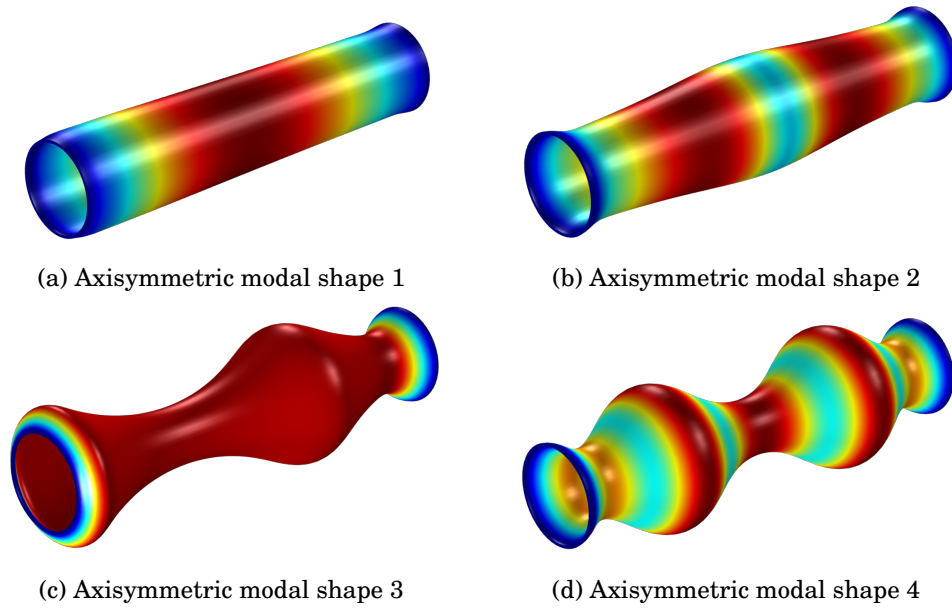 (a) Axisymmetric modal shape 1
(b) Axisymmetric modal shape 2
(c) Axisymmetric modal shape 3
(d) Axisymmetric modal shape 4